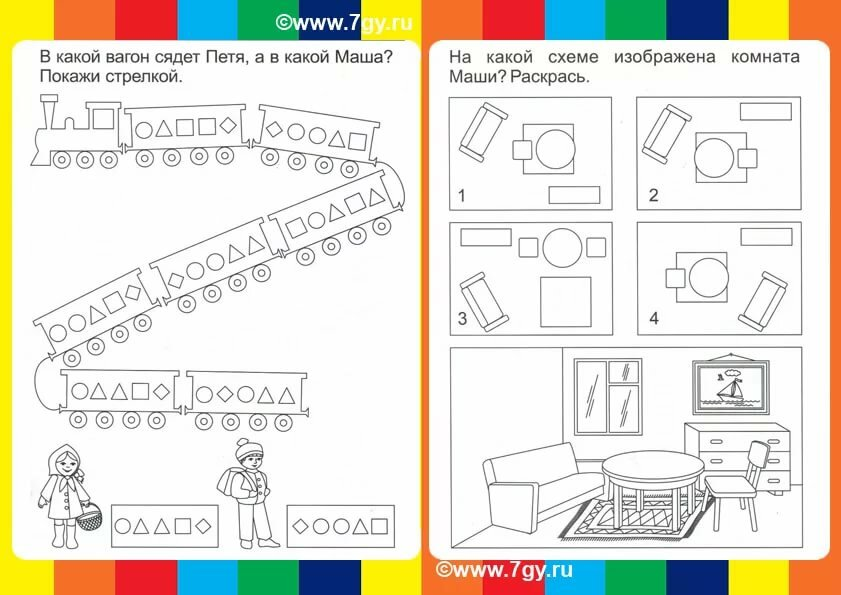 ©www.7gy.ru
В какой вагон сядет Петя, а в какой Маша?
Покажи стрелкой.
На какой схеме изображена комната
Маши? Раскрась.
1
2
3
4
©www.7gy.ru